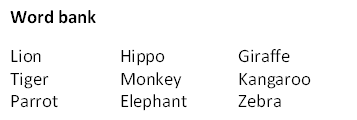 Word bank
Lion Hippo Giraffe
Tiger Monkey Kangaroo
Parrot Elephant Zebra